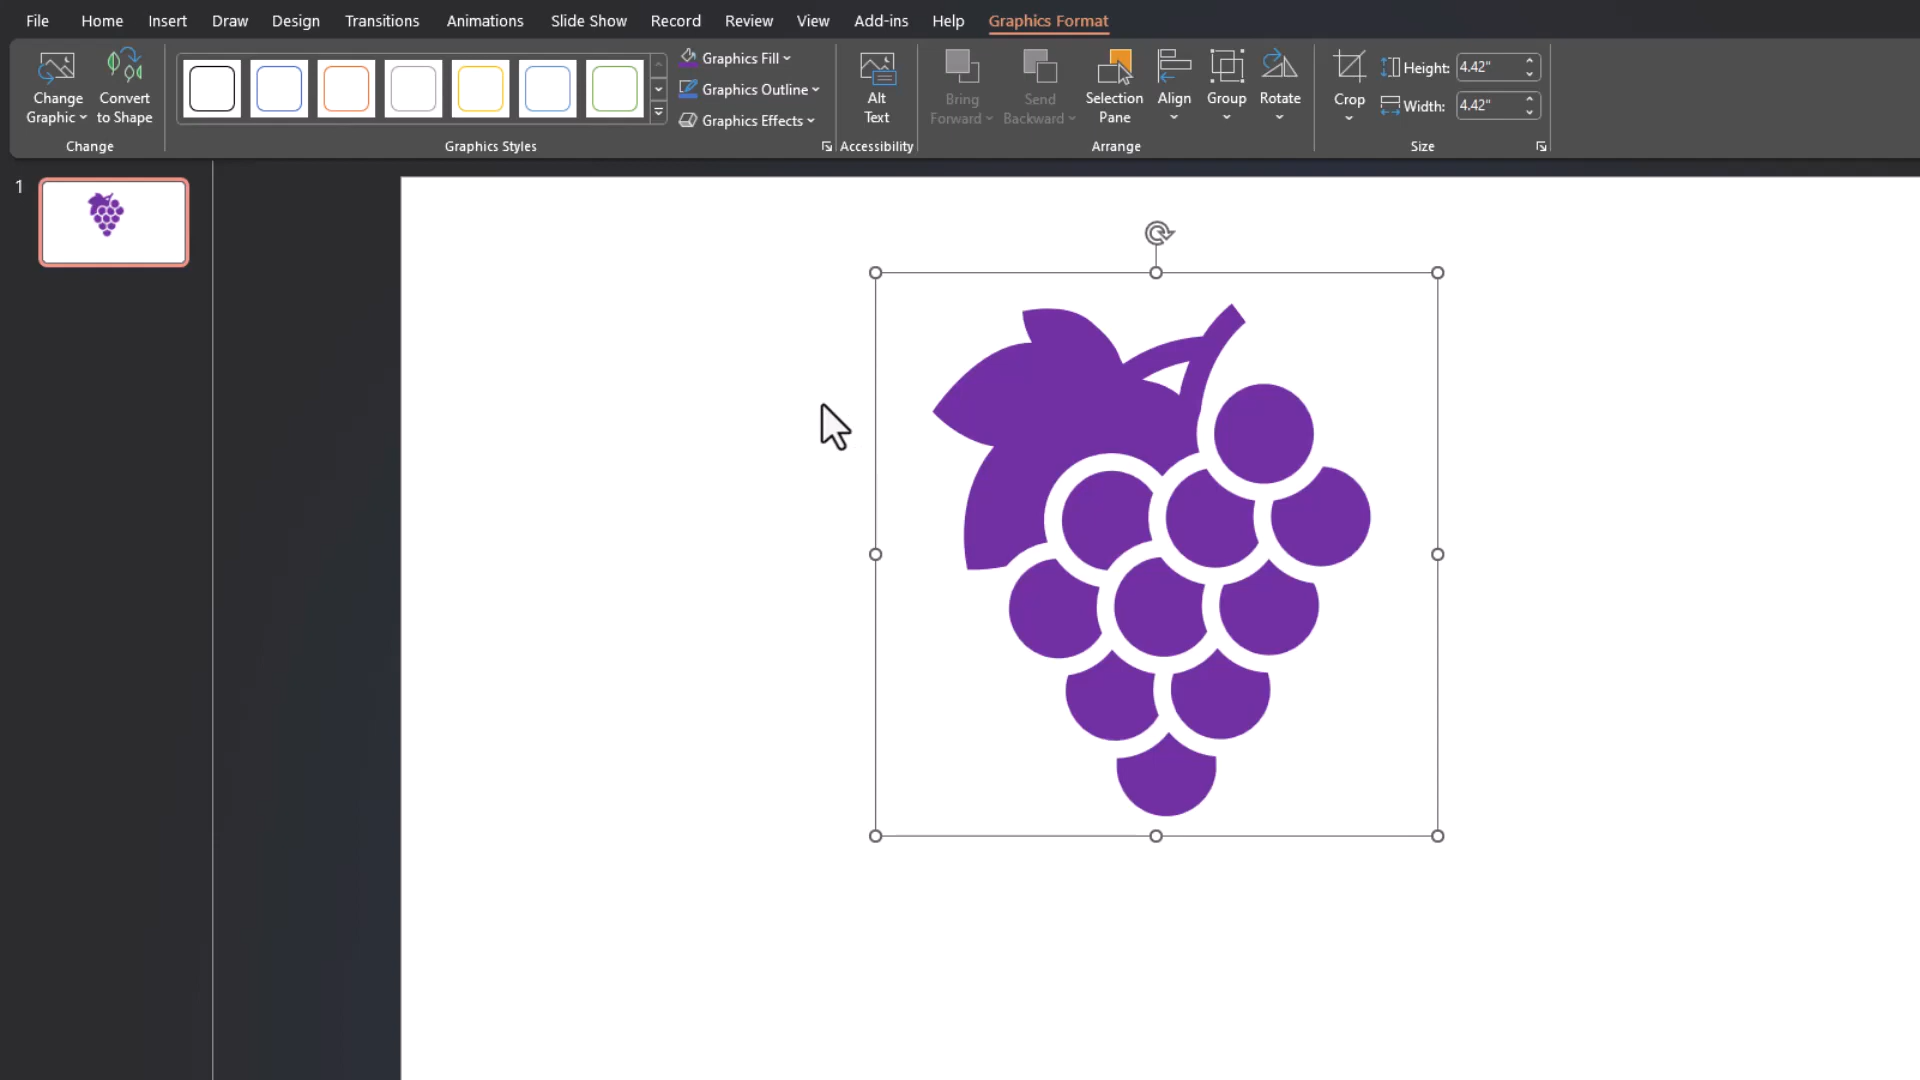 File Home Insert Draw Design Transitions Animations Slide Show Record Review View Add-ins Help Graphics Format
Change
Graphic
Convert
to Shape
Change
Graphics Fill
Graphics Outline
Graphics Effects
Graphics Styles
Alt
Text
Accessibility
Bring
Forward
Send
Backward
Selection
Pane
Align
Group
Rotate
Arrange
Crop
Height: 4.42"
Width: 4.42"
Size
1